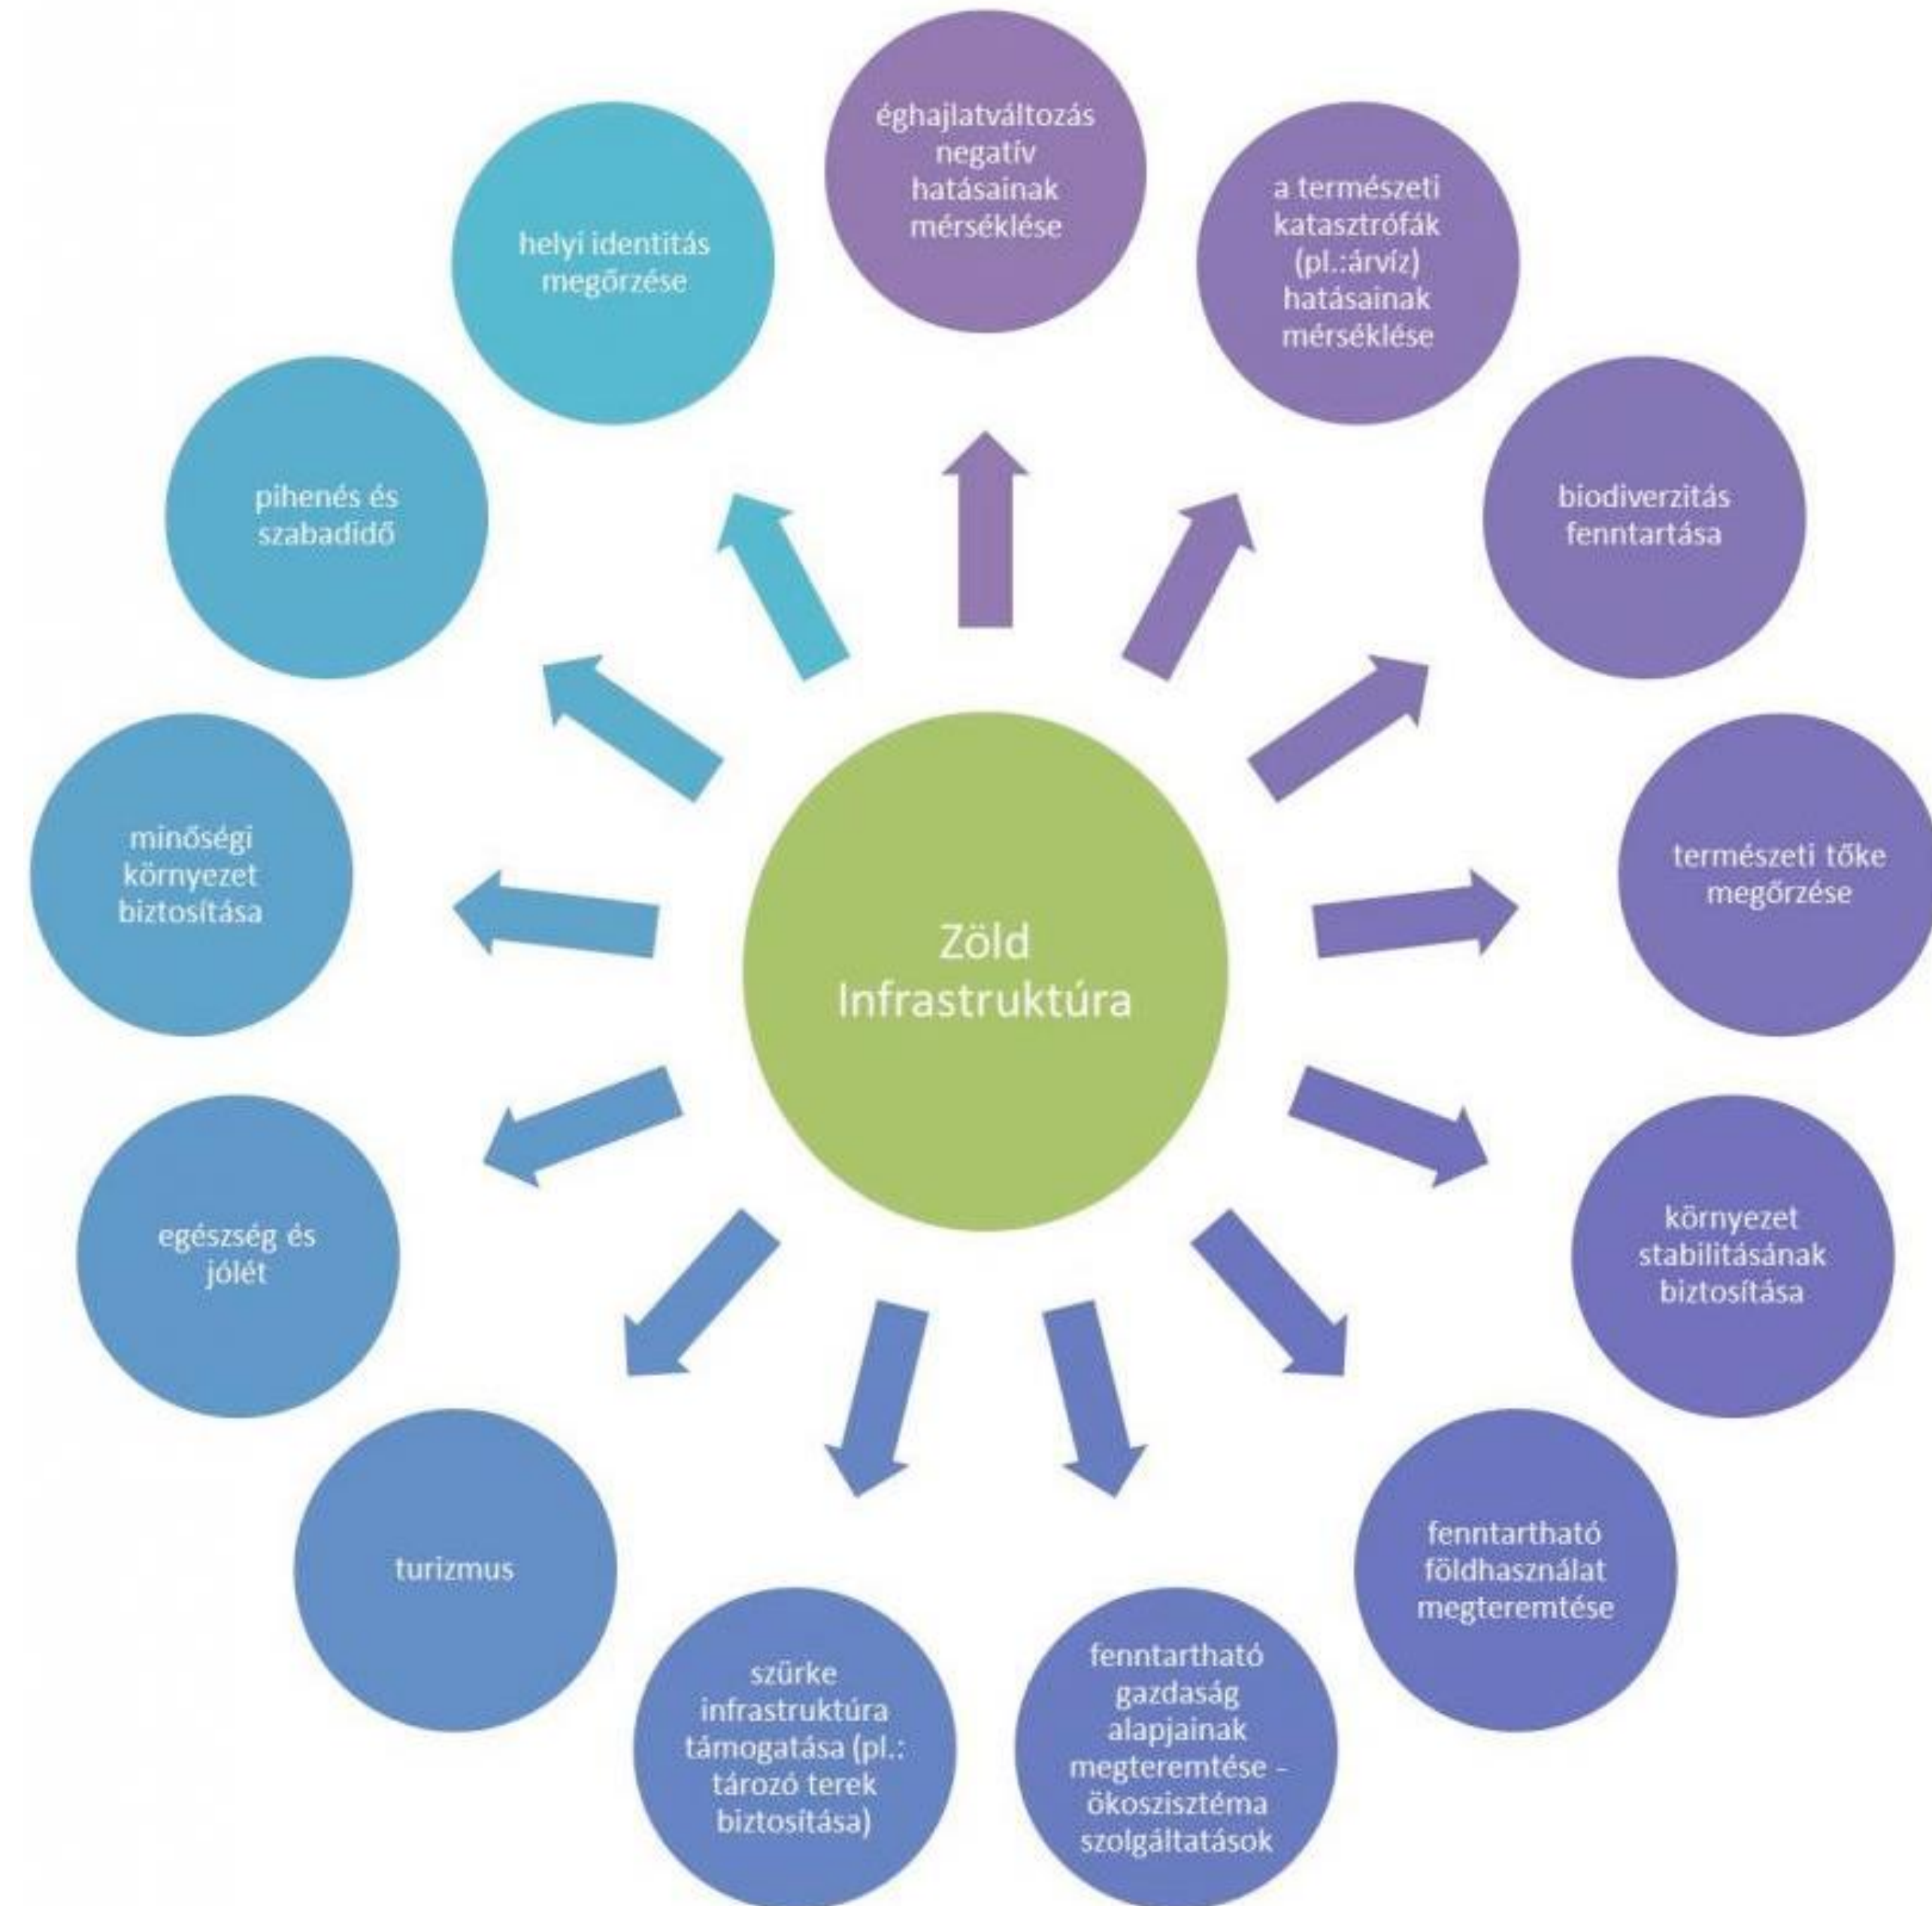 éghajlatváltozás
negatív
hatásainak
mérséklése
a természeti
katasztrófák
(pl.:árvíz)
hatásainak
mérséklése
biodiverzitás
fenntartása
természeti tőke
megőrzése
környezet
stabilitásának
biztosítása
fenntartható
földhasználat
megteremtése
fenntartható
gazdaság
alapjainak
megteremtése -
ökoszisztéma
szolgáltatások
szürke
infrastruktúra
támogatása (pl.:
tározó terek
biztosítása)
turizmus
egészség és
jólét
minőségi
környezet
biztosítása
pihenés és
szabadidő
helyi identitás
megőrzése
Zöld
Infrastruktúra